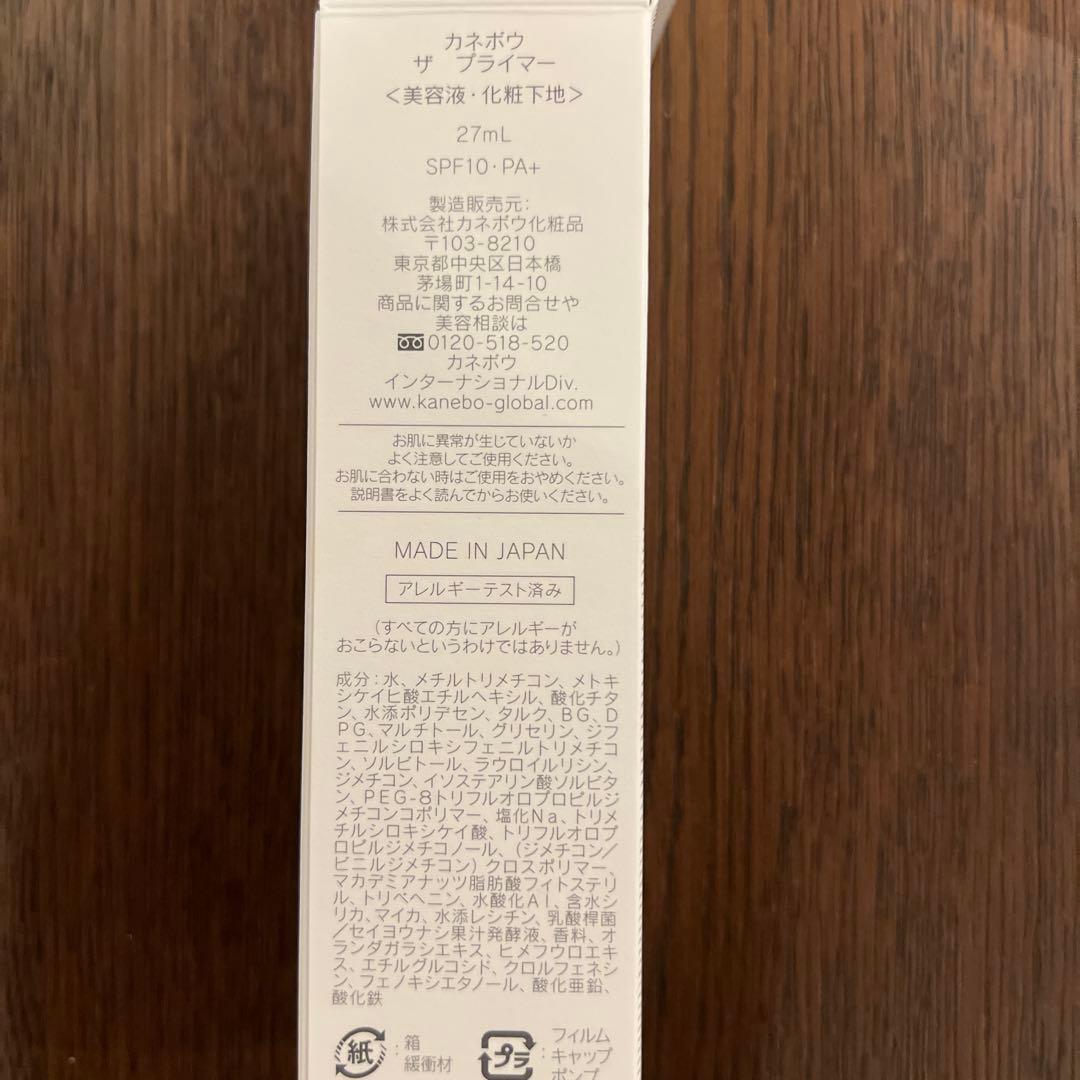 カネボウ
ザ プライマー
＜美容液・化粧下地＞
27mL
SPF10・PA+
製造販売元：
株式会社カネボウ化粧品
〒103-8210
東京都中央区日本橋
茅場町1-14-10
商品に関するお問合せや
美容相談は
0120-518-520
カネボウ
インターナショナルDiv.
www.kanebo-global.com
お肌に異常が生じていないか
よく注意してご使用ください。
お肌に合わない時はご使用をおやめください。
説明書をよく読んでからお使いください。
MADE IN JAPAN
アレルギーテスト済み
（すべての方にアレルギーが
おこらないというわけではありません。）
成分：水、メチルトリメチコン、メトキ
シケイヒ酸エチルヘキシル、酸化チタ
ン、水添ポリデセン、タルク、BG、D
PG、マルチトール、グリセリン、ジフ
ェニルシロキシフェニルトリメチコ
ン、ソルビトール、ラウロイルリシン、
ジメチコン、イソステアリン酸ソルビタ
ン、PEG-8トリフルオロプロピルジ
メチコンコポリマー、塩化Na、トリメ
チルシロキシケイ酸、トリフルオロプ
ロピルジメチコノール、（ジメチコン／
ビニルジメチコン）クロスポリマー、
マカデミアナッツ脂肪酸フィトステリ
ル、トリベヘニン、水酸化Al、含水シ
リカ、マイカ、水添レシチン、乳酸桿菌
／セイヨウナシ果汁発酵液、香料、オ
ランダガラシエキス、ヒメフウロエキ
ス、エチルグルコシド、クロルフェネシ
ン、フェノキシエタノール、酸化亜鉛、
酸化鉄
紙：箱
緩衝材
プラ：フィルム
キャップ
ポンプ